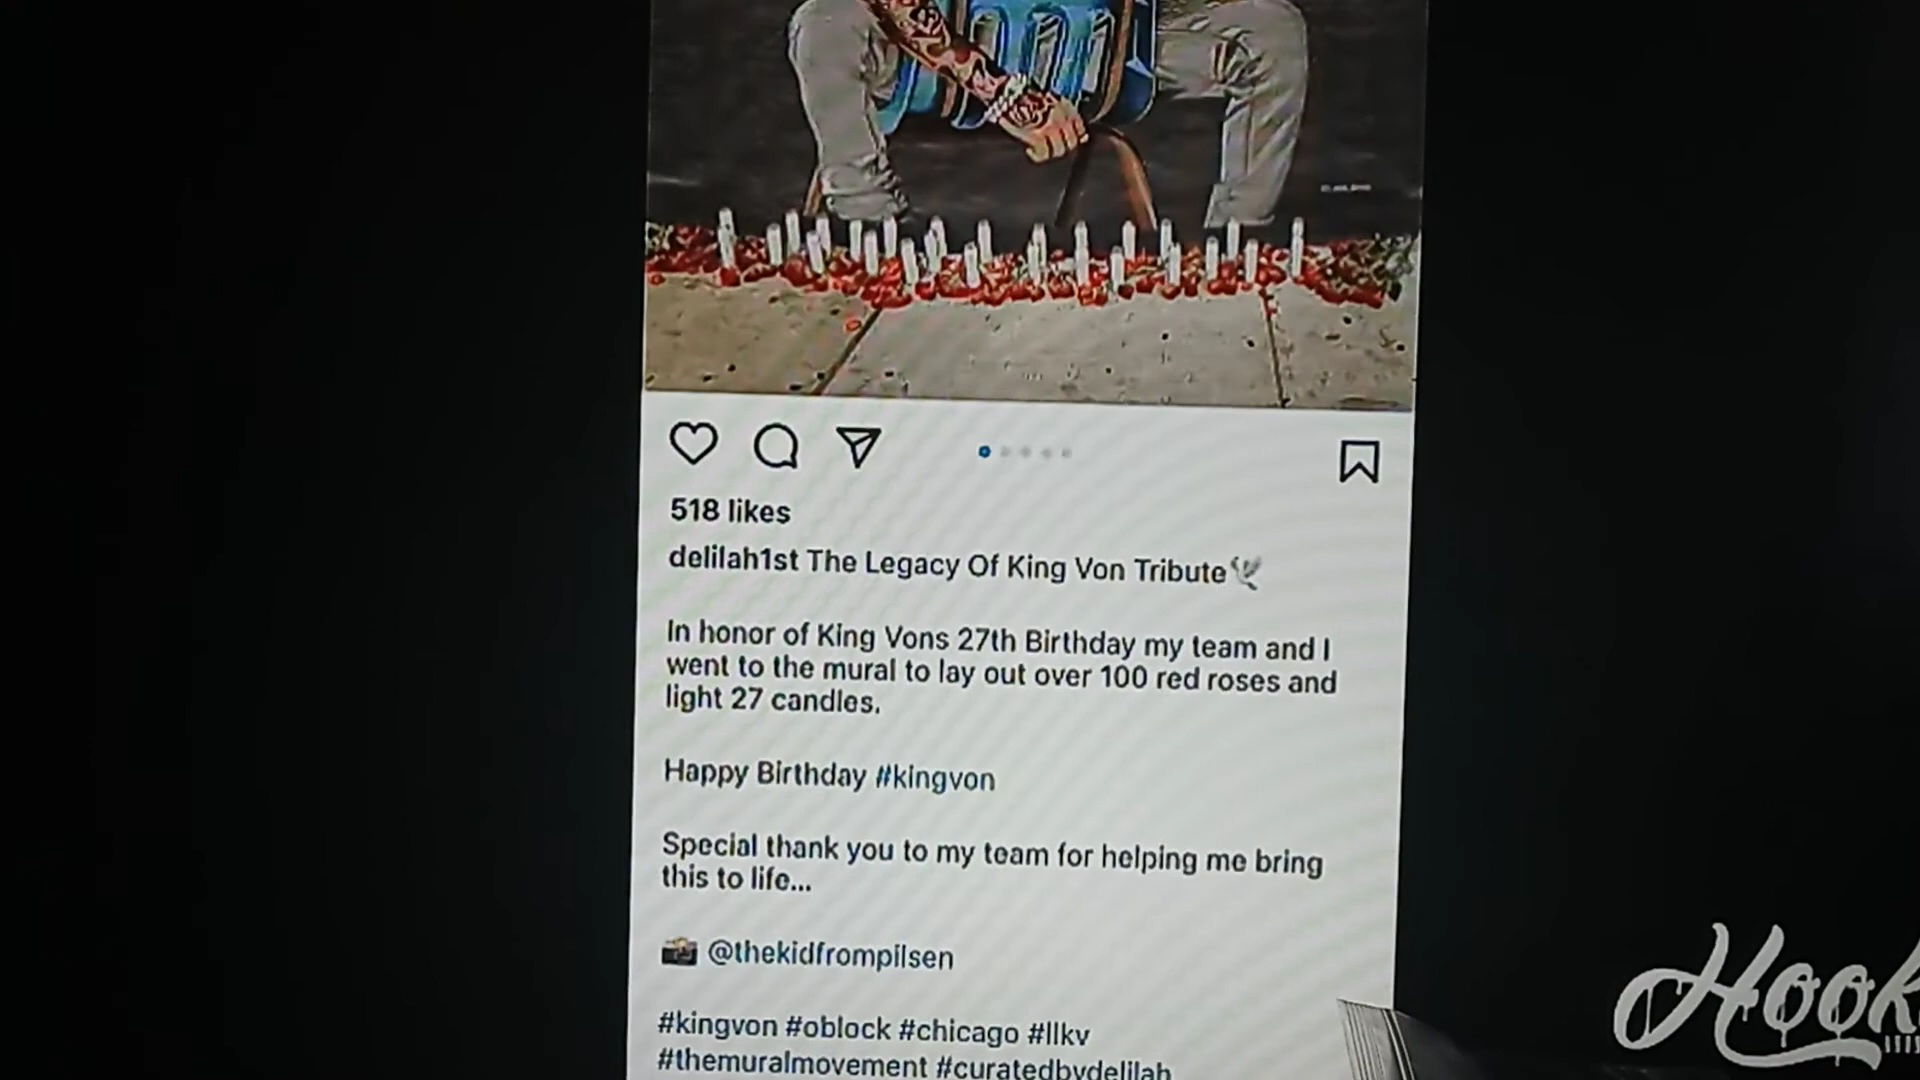 518 likes
delilah1st The Legacy Of King Von Tribute🕊
In honor of King Vons 27th Birthday my team and I
went to the mural to lay out over 100 red roses and
light 27 candles.
Happy Birthday #kingvon
Special thank you to my team for helping me bring
this to life...
📸 @thekidfrompilsen
#kingvon #oblock #chicago #llkv
#themuralmovement #curatedbydelilah
Hook